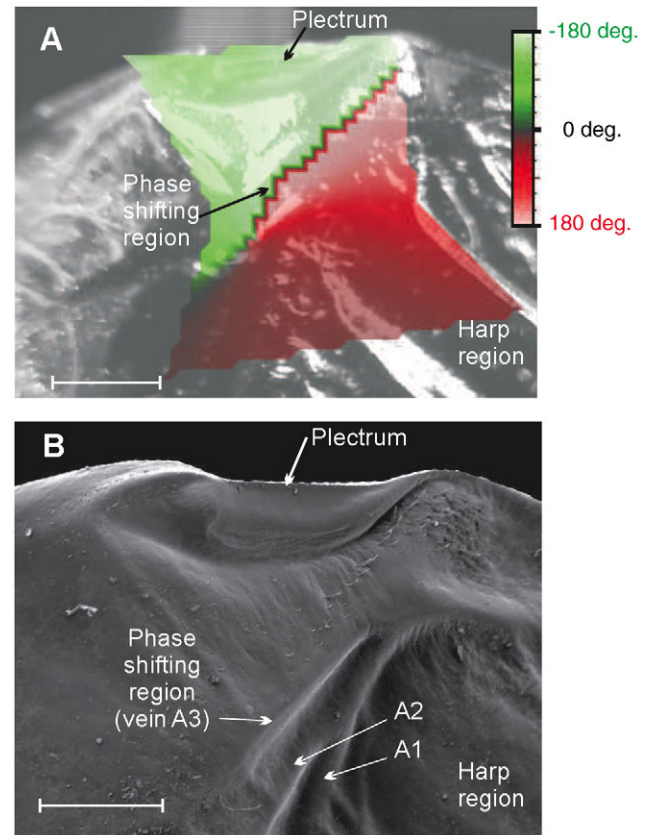 A
Plectrum
-180 deg.
0 deg.
180 deg.
Phase
shifting
region
Harp
region
B
Plectrum
Phase
shifting
region
(vein A3)
A2
A1
Harp
region